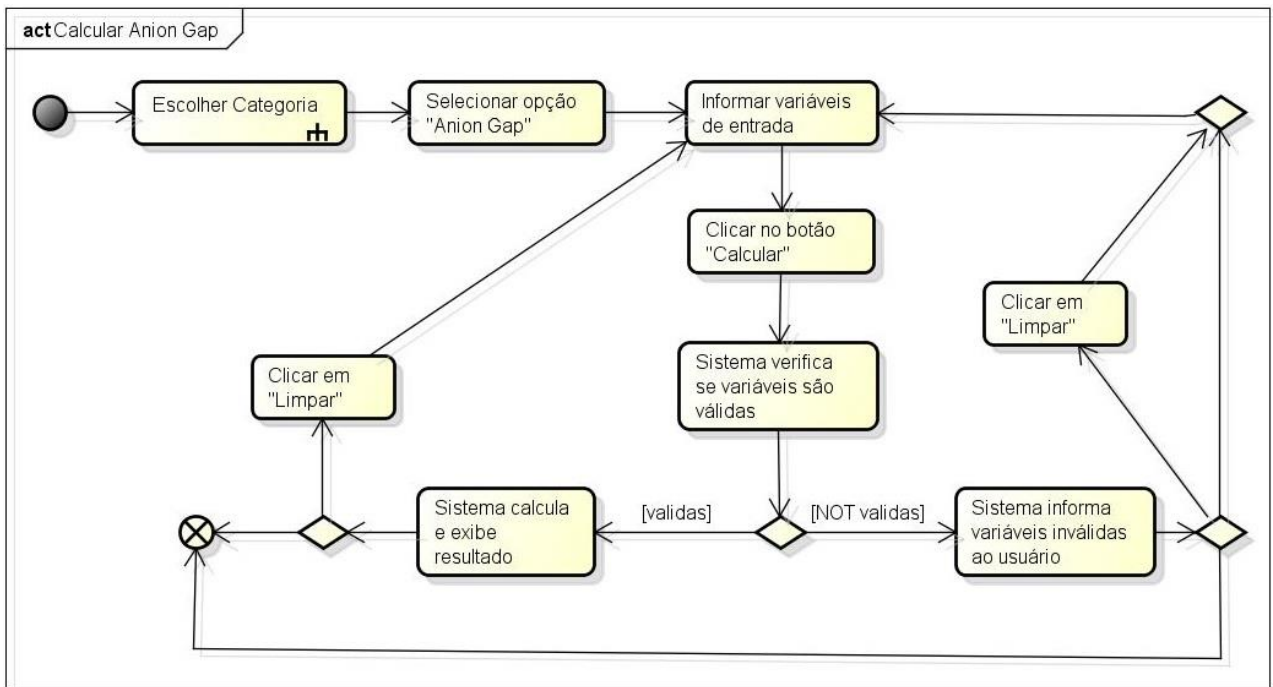 act Calcular Anion Gap
Escolher Categoria
Selecionar opção
"Anion Gap"
Informar variáveis
de entrada
Clicar no botão
"Calcular"
Clicar em
"Limpar"
Sistema verifica
se variáveis são
válidas
Clicar em
"Limpar"
Sistema calcula
e exibe
resultado
[validas]
[NOT validas]
Sistema informa
variáveis inválidas
ao usuário